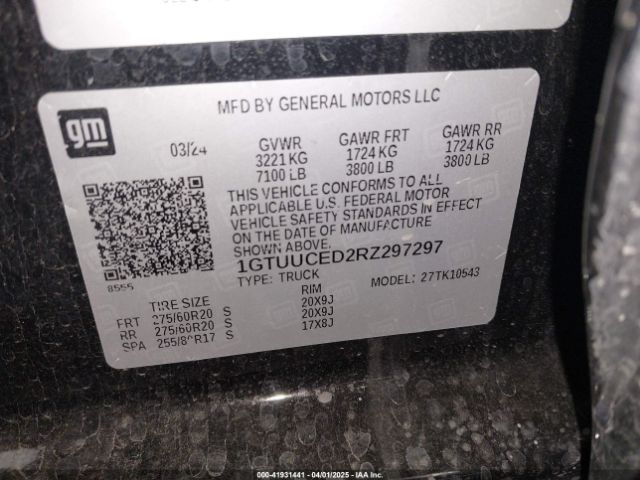 MFD BY GENERAL MOTORS LLC
gm
03/24 GVWR GAWR FRT GAWR RR
3221 KG 1724 KG 1724 KG
7100 LB 3800 LB 3800 LB
THIS VEHICLE CONFORMS TO ALL
APPLICABLE U.S. FEDERAL MOTOR
VEHICLE SAFETY STANDARDS IN EFFECT
ON THE DATE OF MANUFACTURE
SHOWN ABOVE.
1GTUUCED2RZ297297
8555 TYPE: TRUCK MODEL: 27TK10543
TIRE SIZE RIM
FRT 275/60R20 S 20X9J
RR 275/60R20 S 20X9J
SPA S 17X8J
000-41931441 - 04/01/2025 - IAA Inc.